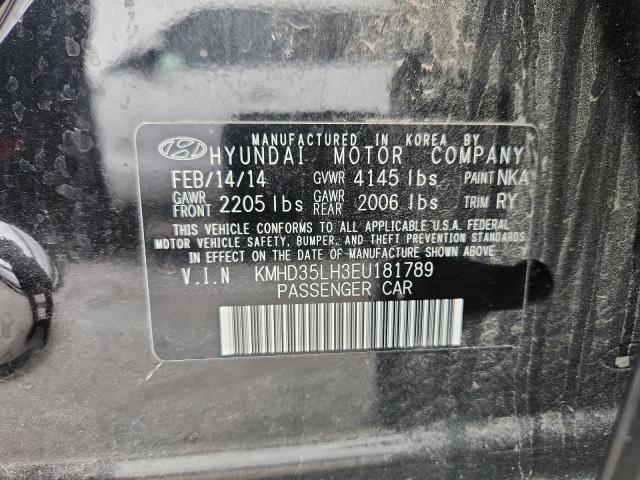 MANUFACTURED IN KOREA BY
HYUNDAI MOTOR COMPANY
FEB/14/14 GVWR 4145 lbs PAINT NKA
GAWR FRONT 2205 lbs GAWR REAR 2006 lbs TRIM RY
THIS VEHICLE CONFORMS TO ALL APPLICABLE U.S.A. FEDERAL
MOTOR VEHICLE SAFETY, BUMPER, AND THEFT PREVENTION STANDARDS
IN EFFECT ON THE DATE OF MANUFACTURE SHOWN ABOVE.
V.I.N KMHD35LH3EU181789
PASSENGER CAR